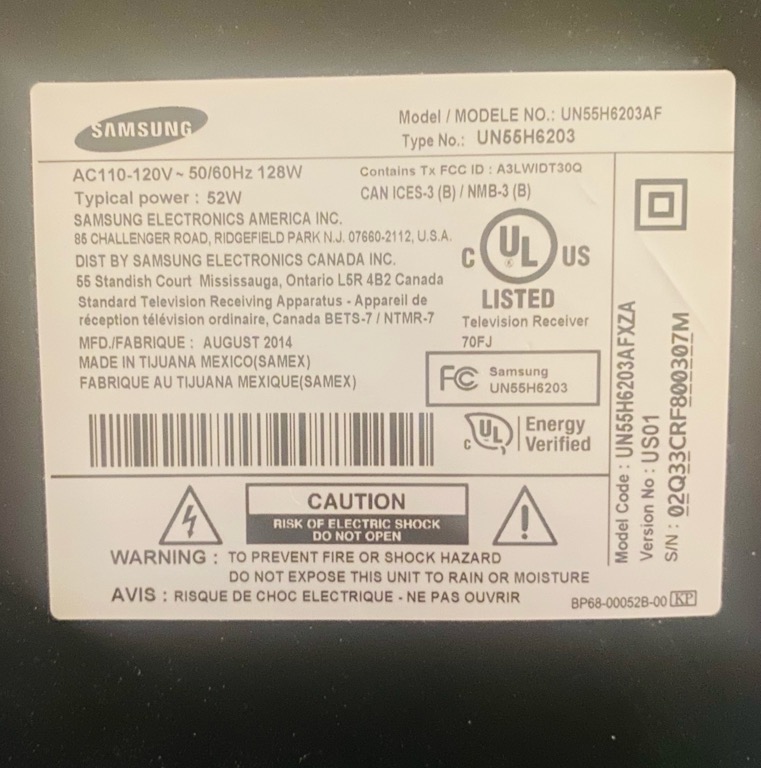 SAMSUNG
Model / MODELE NO.: UN55H6203AF
Type No.: UN55H6203
AC110-120V~ 50/60Hz 128W
Typical power : 52W
Contains Tx FCC ID : A3LWIDT30Q
CAN ICES-3 (B) / NMB-3 (B)
SAMSUNG ELECTRONICS AMERICA INC.
85 CHALLENGER ROAD, RIDGEFIELD PARK N.J. 07660-2112, U.S.A.
DIST BY SAMSUNG ELECTRONICS CANADA INC.
55 Standish Court Mississauga, Ontario L5R 4B2 Canada
Standard Television Receiving Apparatus - Appareil de
réception télévision ordinaire, Canada BETS-7 / NTMR-7
MFD./FABRIQUE : AUGUST 2014
MADE IN TIJUANA MEXICO(SAMEX)
FABRIQUE AU TIJUANA MEXIQUE(SAMEX)
C UL US
LISTED
Television Receiver
70FJ
FC Samsung
UN55H6203
C UL Energy
Verified
Model Code : UN55H6203AFXZA
Version No : US01
S/N : 02Q33CRF800307M
CAUTION
RISK OF ELECTRIC SHOCK
DO NOT OPEN
WARNING : TO PREVENT FIRE OR SHOCK HAZARD
DO NOT EXPOSE THIS UNIT TO RAIN OR MOISTURE
AVIS : RISQUE DE CHOC ELECTRIQUE - NE PAS OUVRIR
BP68-00052B-00 KP